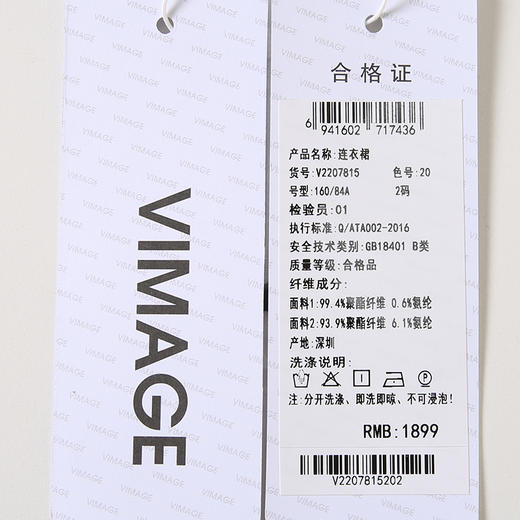 VIMAGE
合格证
6 941602 717436
产品名称:连衣裙
货号:V2207815 色号:20
号型:160/84A 2码
检验员:01
执行标准:Q/ATA002-2016
安全技术类别:GB18401 B类
质量等级:合格品
纤维成分:
面料1:99.4%聚酯纤维 0.6%氨纶
面料2:93.9%聚酯纤维 6.1%氨纶
产地:深圳
洗涤说明:
P
注:分开洗涤、即洗即晾、不可浸泡!
RMB:1899
V2207815202